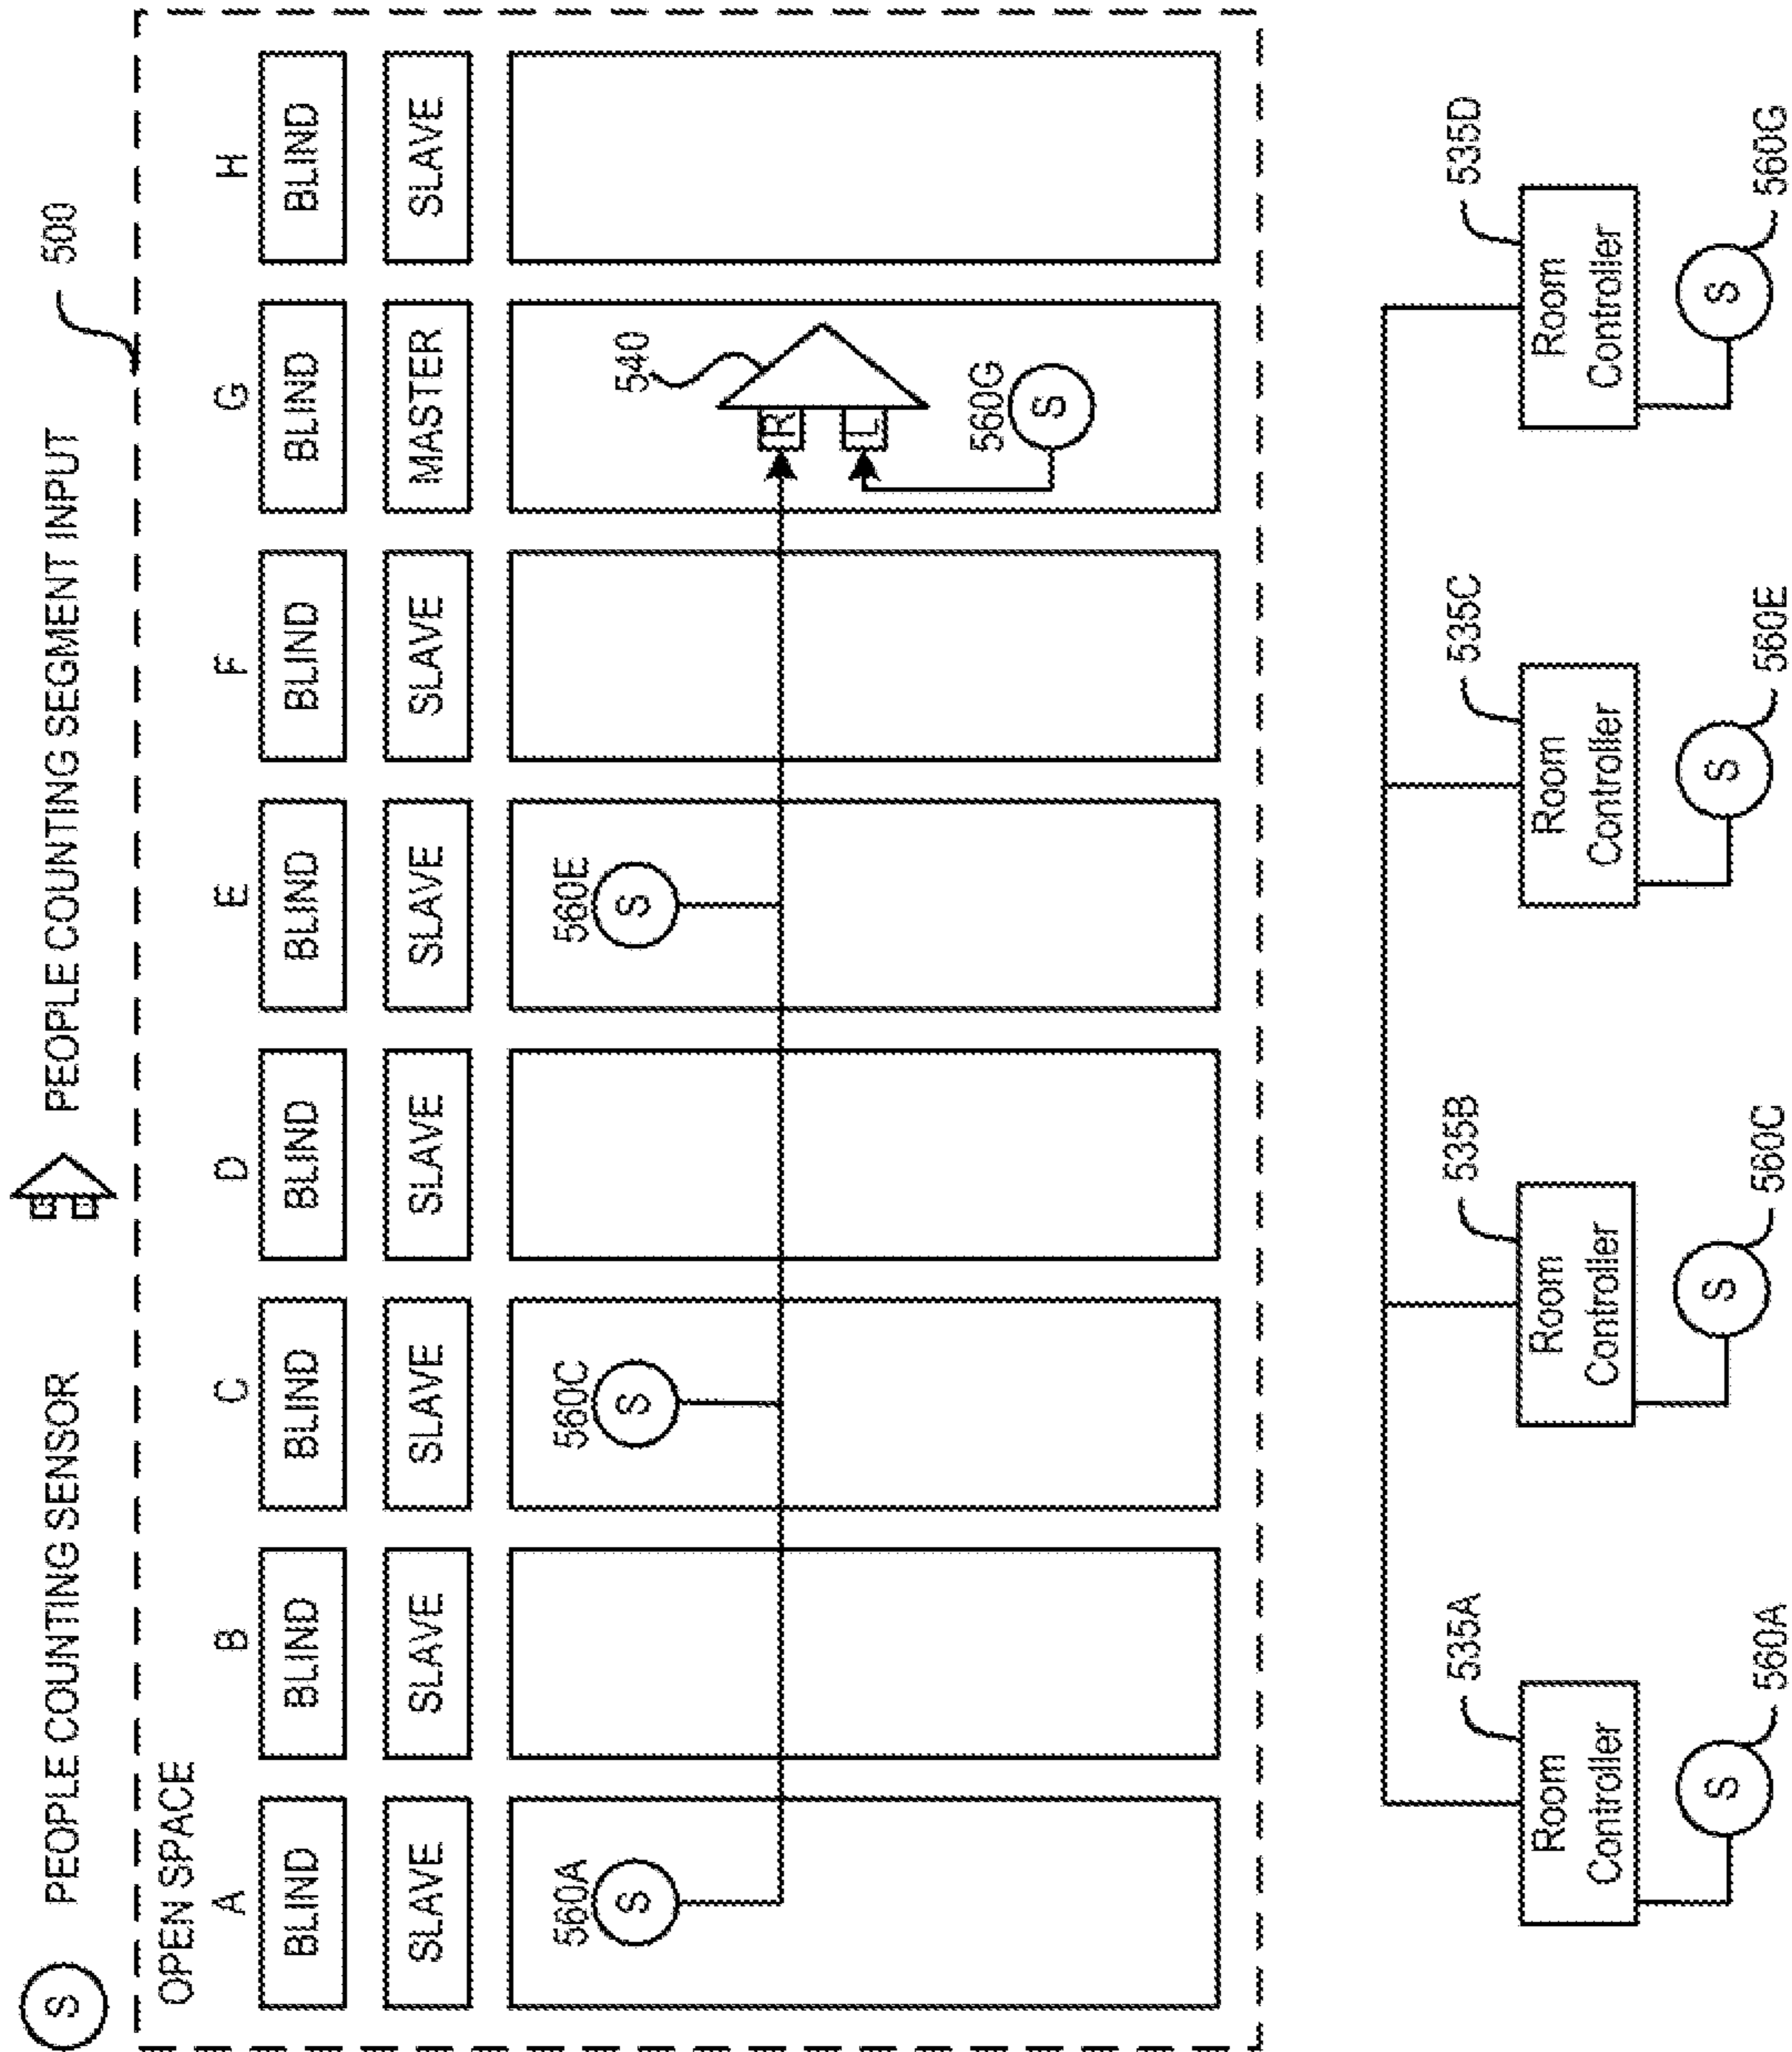 S PEOPLE COUNTING SENSOR
PEOPLE COUNTING SEGMENT INPUT
500
OPEN SPACE
A B C D E F G H
BLIND BLIND BLIND BLIND BLIND BLIND BLIND BLIND
SLAVE SLAVE SLAVE SLAVE SLAVE SLAVE MASTER SLAVE
560A 560C 560E 540
S S S
R
L
560G
S
535A 535B 535C 535D
Room Room Room Room
Controller Controller Controller Controller
S S S S
560A 560C 560E 560G